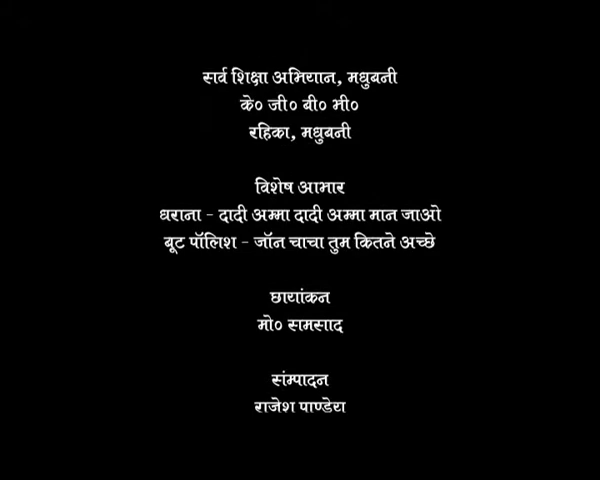 सर्व शिक्षा अभियान, मधुबनी
के० जी० बी० भी०
रहिका, मधुबनी
विशेष आभार
घराना - दादी अम्मा दादी अम्मा मान जाओ
बूट पॉलिश - जॉन चाचा तुम कितने अच्छे
छायांकन
मो० समसाद
संम्पादन
राजेश पाण्डेय